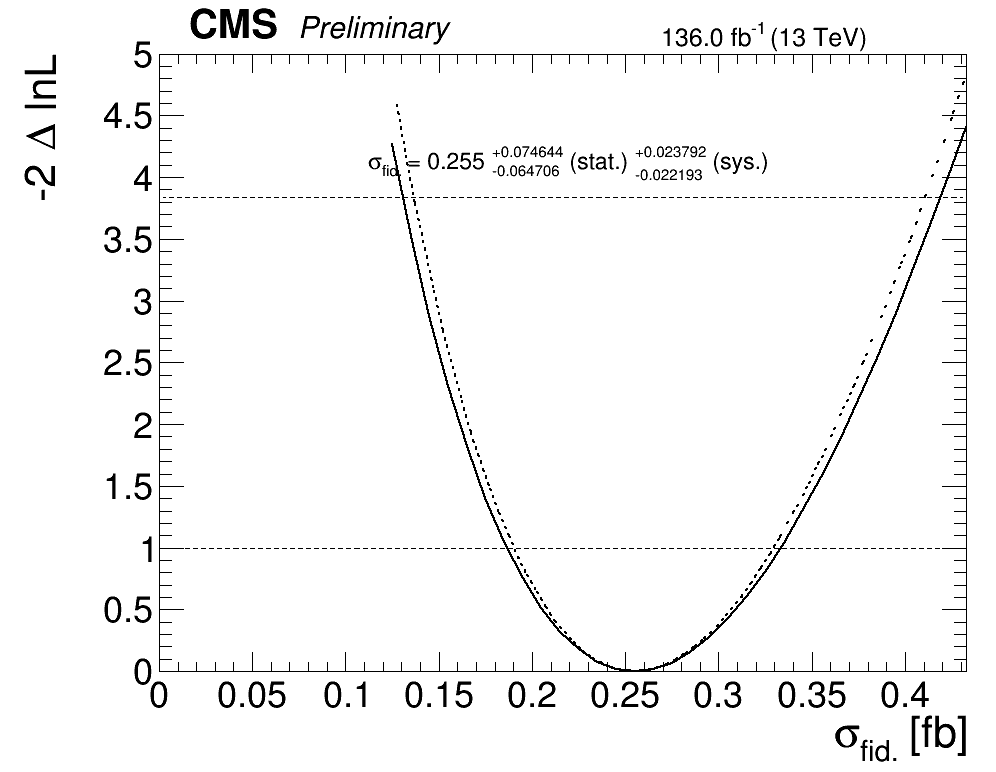 CMS Preliminary
136.0 fb-1 (13 TeV)
-2 Δ lnL
5
4.5
σfid. = 0.255 +0.074644 -0.064706 (stat.) +0.023792 -0.022193 (sys.)
4
3.5
3
2.5
2
1.5
1
0.5
0
0 0.05 0.1 0.15 0.2 0.25 0.3 0.35 0.4
σfid. [fb]